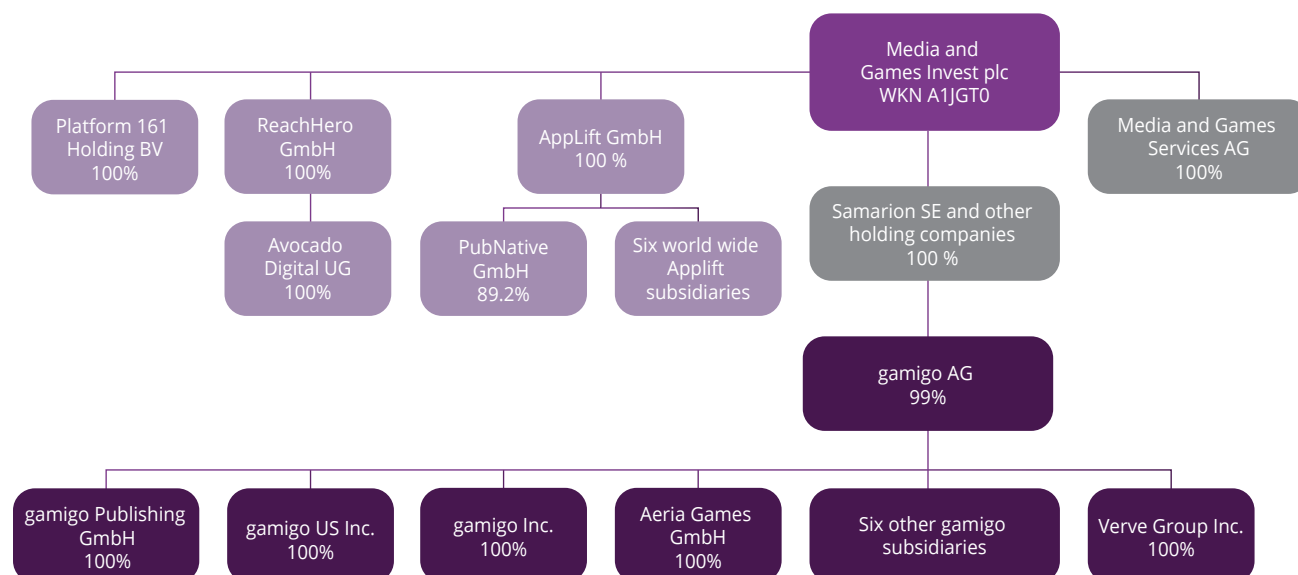 Media and
Games Invest plc
WKN A1JGT0
Platform 161
Holding BV
100%
ReachHero
GmbH
100%
AppLift GmbH
100 %
Media and Games
Services AG
100%
Avocado
Digital UG
100%
PubNative
GmbH
89.2%
Six world wide
Applift
subsidiaries
Samarion SE and other
holding companies
100 %
gamigo AG
99%
gamigo Publishing
GmbH
100%
gamigo US Inc.
100%
gamigo Inc.
100%
Aeria Games
GmbH
100%
Six other gamigo
subsidiaries
Verve Group Inc.
100%